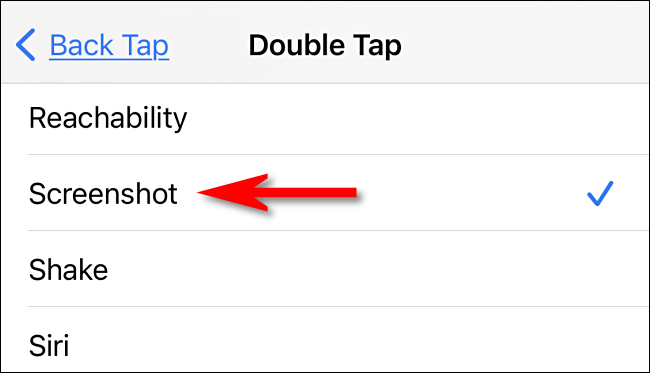 Back Tap
Double Tap
Reachability
Screenshot
Shake
Siri